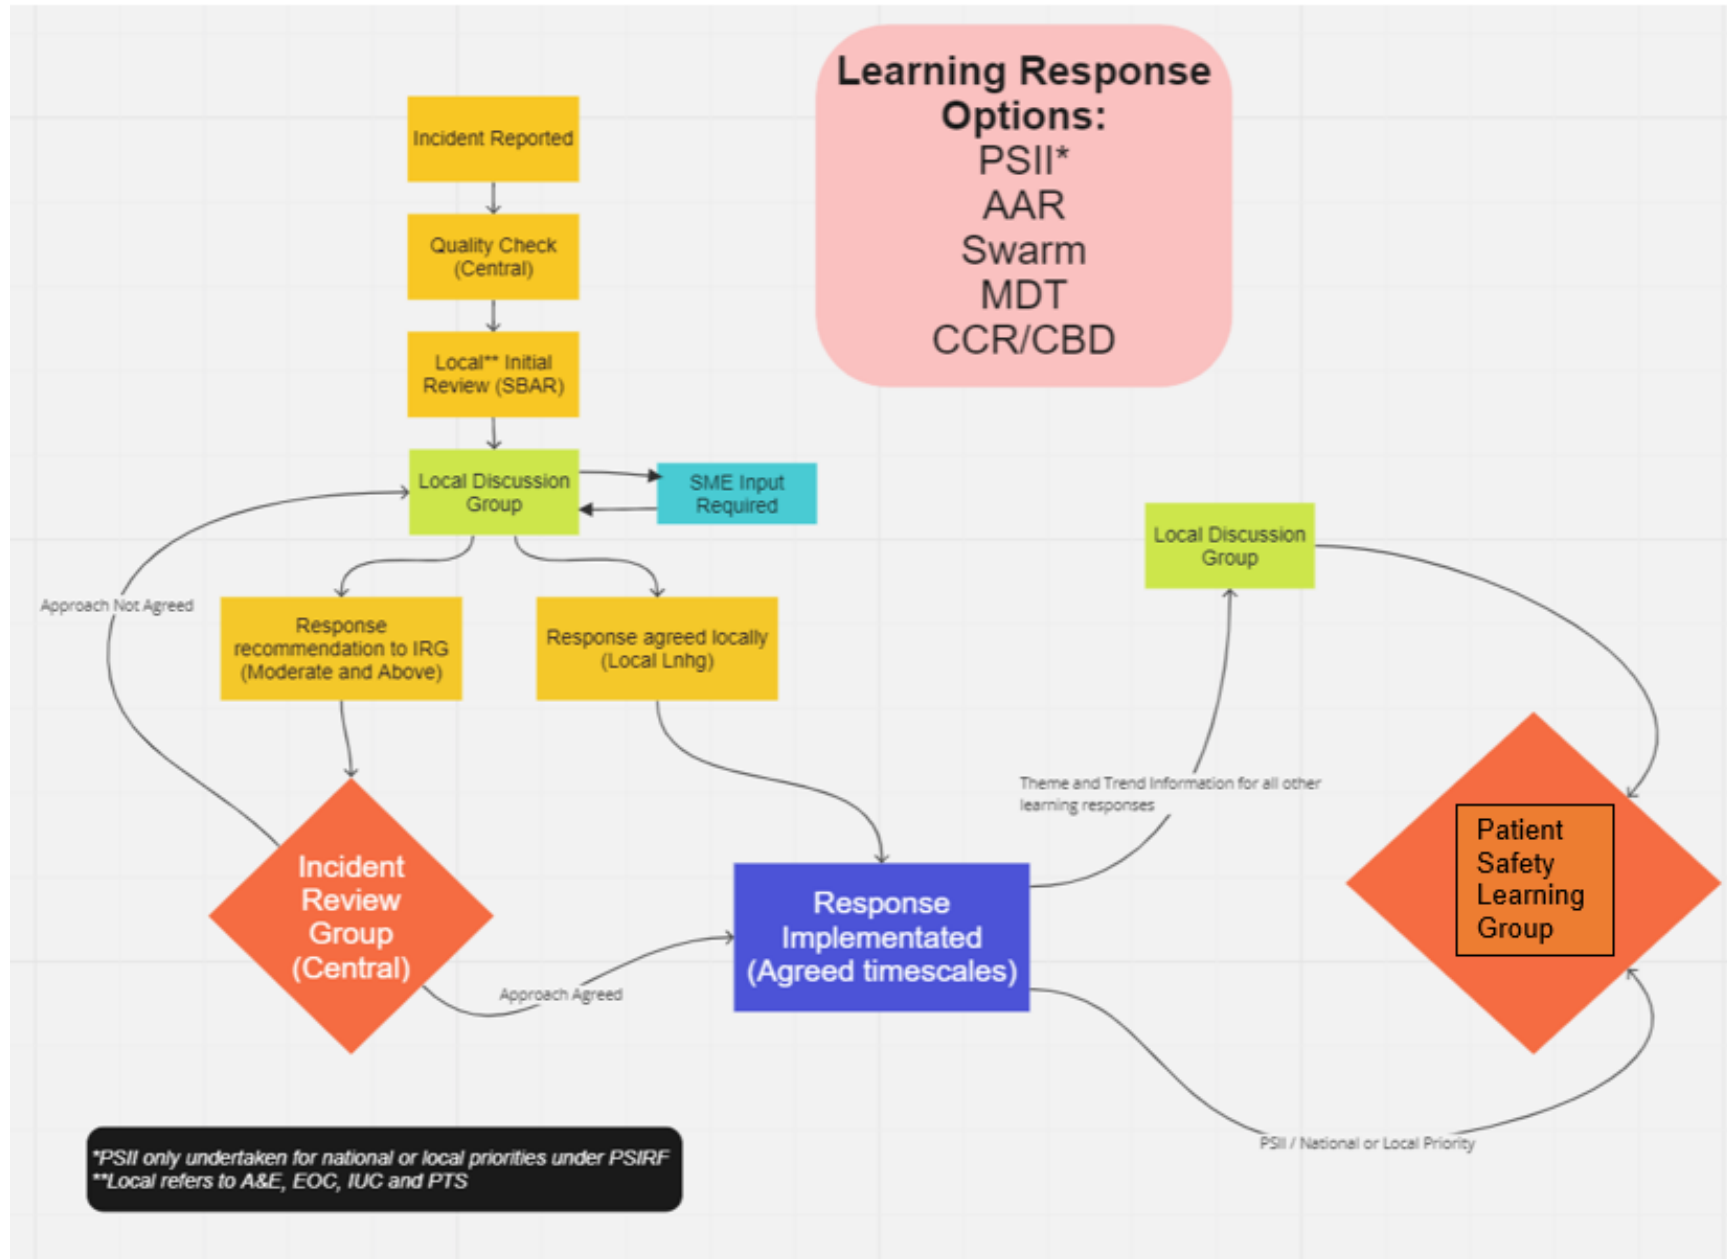 Learning Response
Options:
PSII*
AAR
Swarm
MDT
CCR/CBD
Incident Reported
Quality Check
(Central)
Local** Initial
Review (SBAR)
Local Discussion
Group
SME Input
Required
Approach Not Agreed
Response
recommendation to IRG
(Moderate and Above)
Response agreed locally
(Local Lnhg)
Incident
Review
Group
(Central)
Approach Agreed
Response
Implementated
(Agreed timescales)
Theme and Trend Information for all other
learning responses
Local Discussion
Group
Patient
Safety
Learning
Group
PSII / National or Local Priority
*PSII only undertaken for national or local priorities under PSIRF
**Local refers to A&E, EOC, IUC and PTS